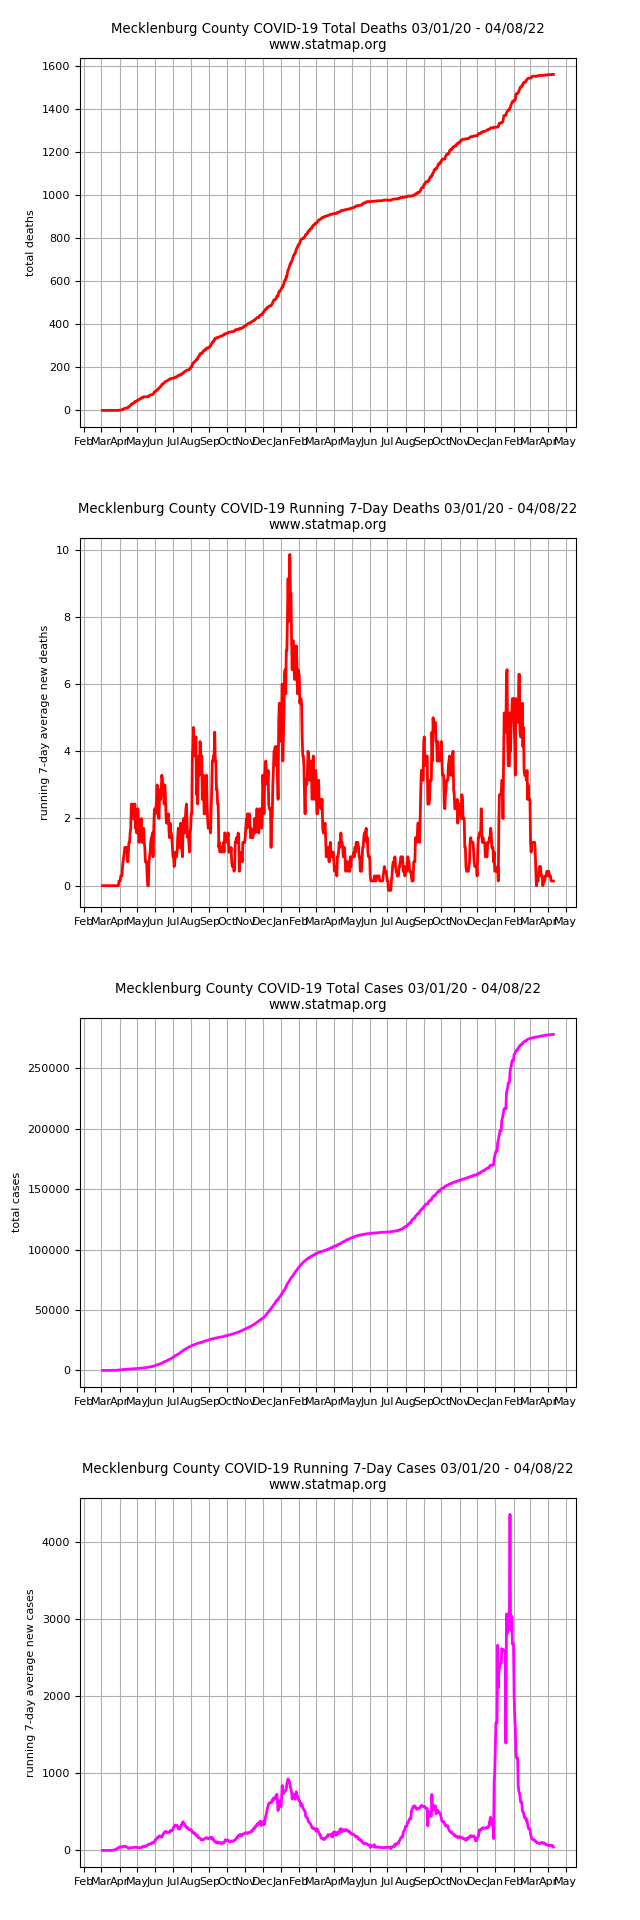 Mecklenburg County COVID-19 Total Deaths 03/01/20 - 04/08/22
www.statmap.org
1600
1400
1200
1000
800
600
400
200
0
total deaths
Feb Mar Apr May Jun Jul Aug Sep Oct Nov Dec Jan Feb Mar Apr May Jun Jul Aug Sep Oct Nov Dec Jan Feb Mar Apr May
Mecklenburg County COVID-19 Running 7-Day Deaths 03/01/20 - 04/08/22
www.statmap.org
10
8
6
4
2
0
running 7-day average new deaths
Feb Mar Apr May Jun Jul Aug Sep Oct Nov Dec Jan Feb Mar Apr May Jun Jul Aug Sep Oct Nov Dec Jan Feb Mar Apr May
Mecklenburg County COVID-19 Total Cases 03/01/20 - 04/08/22
www.statmap.org
250000
200000
150000
100000
50000
0
total cases
Feb Mar Apr May Jun Jul Aug Sep Oct Nov Dec Jan Feb Mar Apr May Jun Jul Aug Sep Oct Nov Dec Jan Feb Mar Apr May
Mecklenburg County COVID-19 Running 7-Day Cases 03/01/20 - 04/08/22
www.statmap.org
4000
3000
2000
1000
0
running 7-day average new cases
Feb Mar Apr May Jun Jul Aug Sep Oct Nov Dec Jan Feb Mar Apr May Jun Jul Aug Sep Oct Nov Dec Jan Feb Mar Apr May